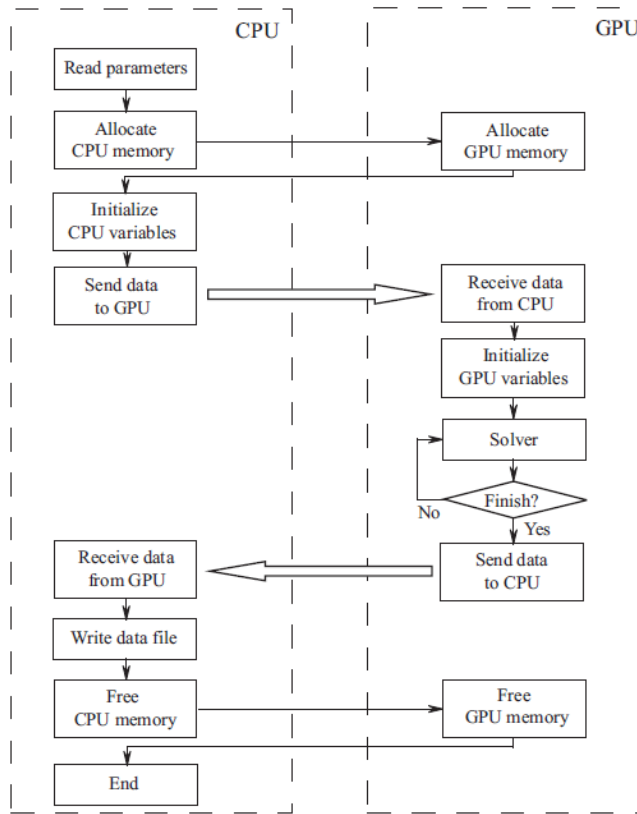 CPU
GPU
Read parameters
Allocate
CPU memory
Allocate
GPU memory
Initialize
CPU variables
Send data
to GPU
Receive data
from CPU
Initialize
GPU variables
Solver
Finish?
No
Yes
Receive data
from GPU
Send data
to CPU
Write data file
Free
CPU memory
Free
GPU memory
End